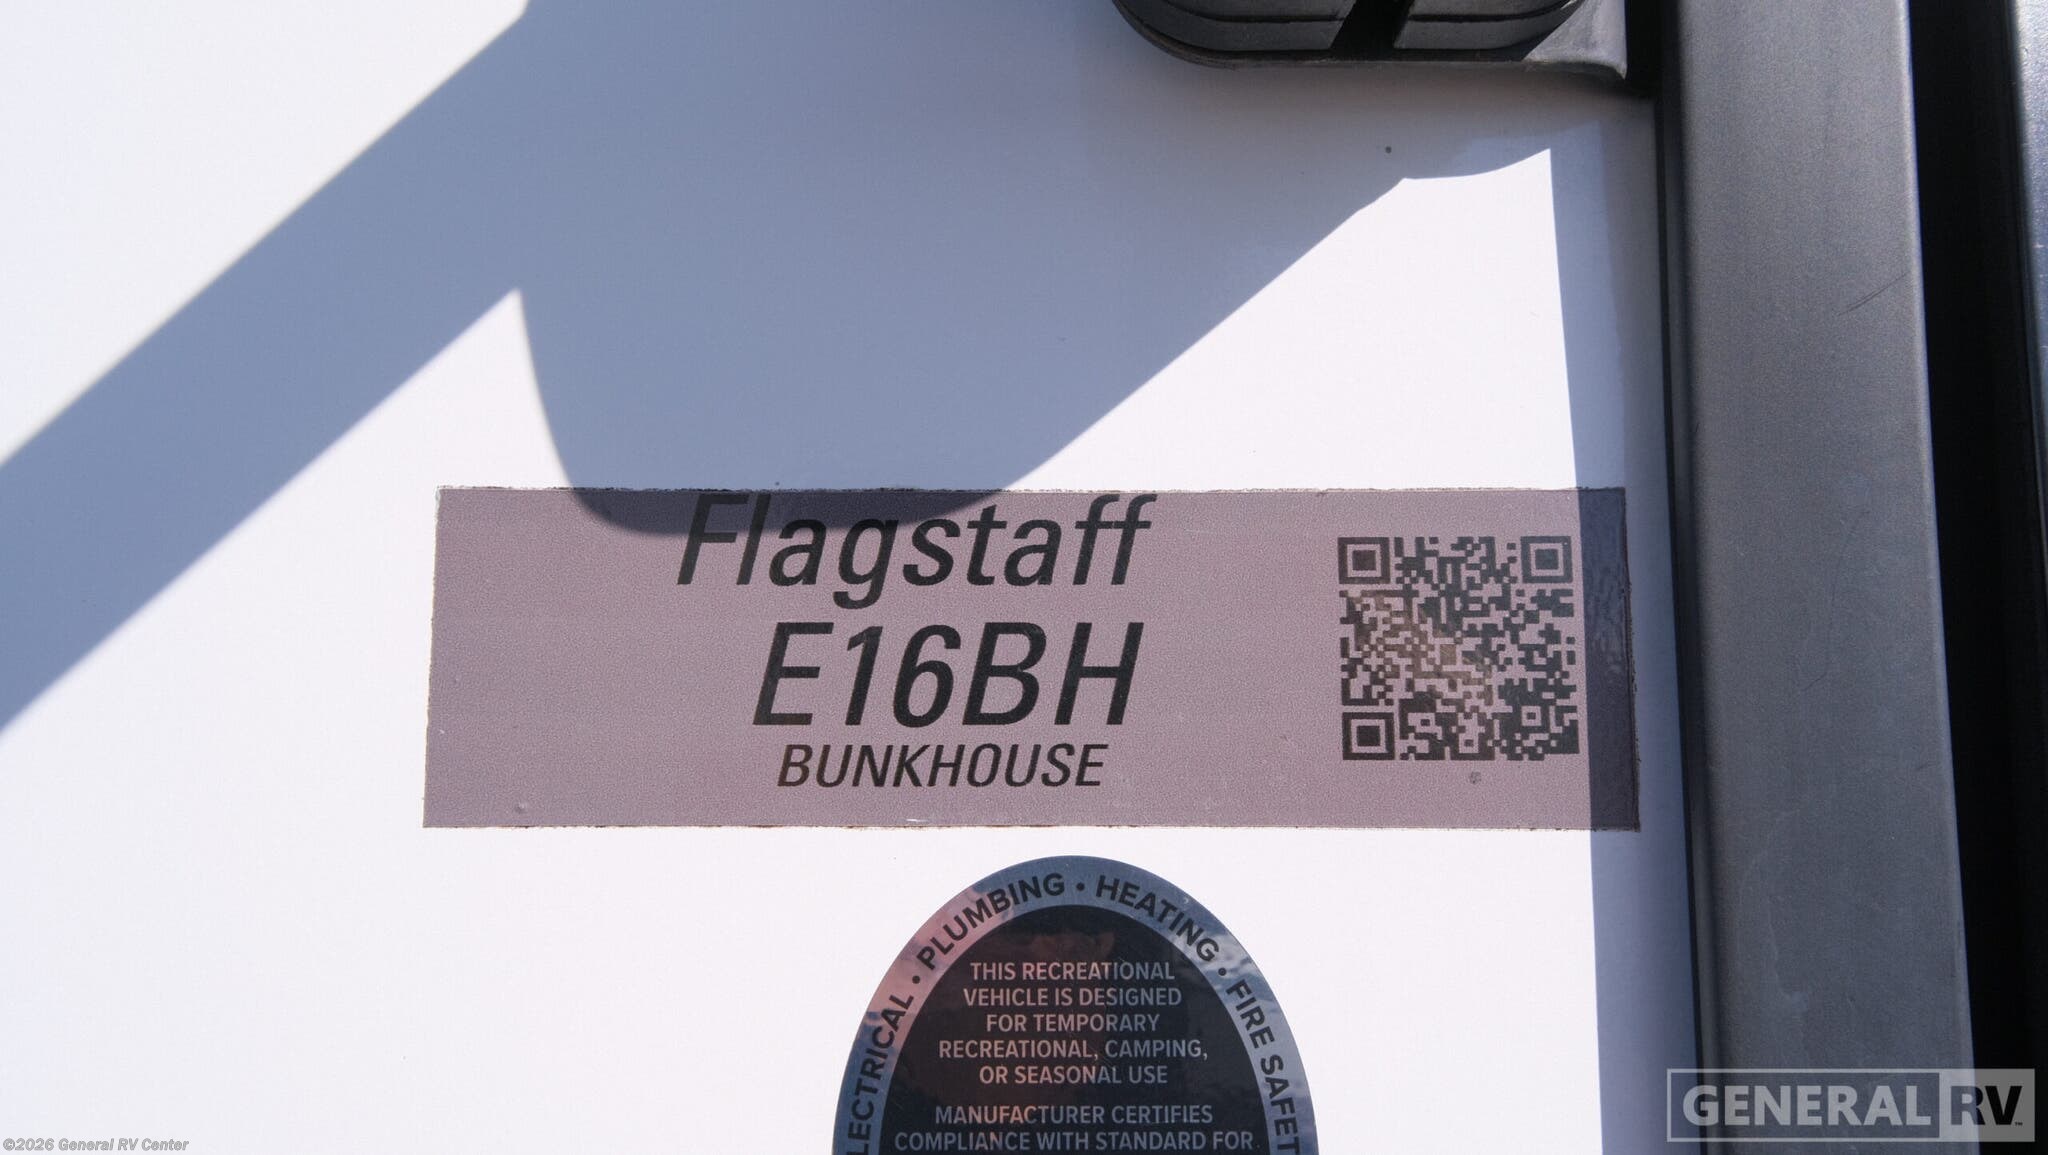 Flagstaff
E16BH
BUNKHOUSE
ELECTRICAL • PLUMBING • HEATING • FIRE SAFETY
THIS RECREATIONAL
VEHICLE IS DESIGNED
FOR TEMPORARY
RECREATIONAL, CAMPING,
OR SEASONAL USE
MANUFACTURER CERTIFIES
COMPLIANCE WITH STANDARD FOR
GENERAL RV
©2026 General RV Center